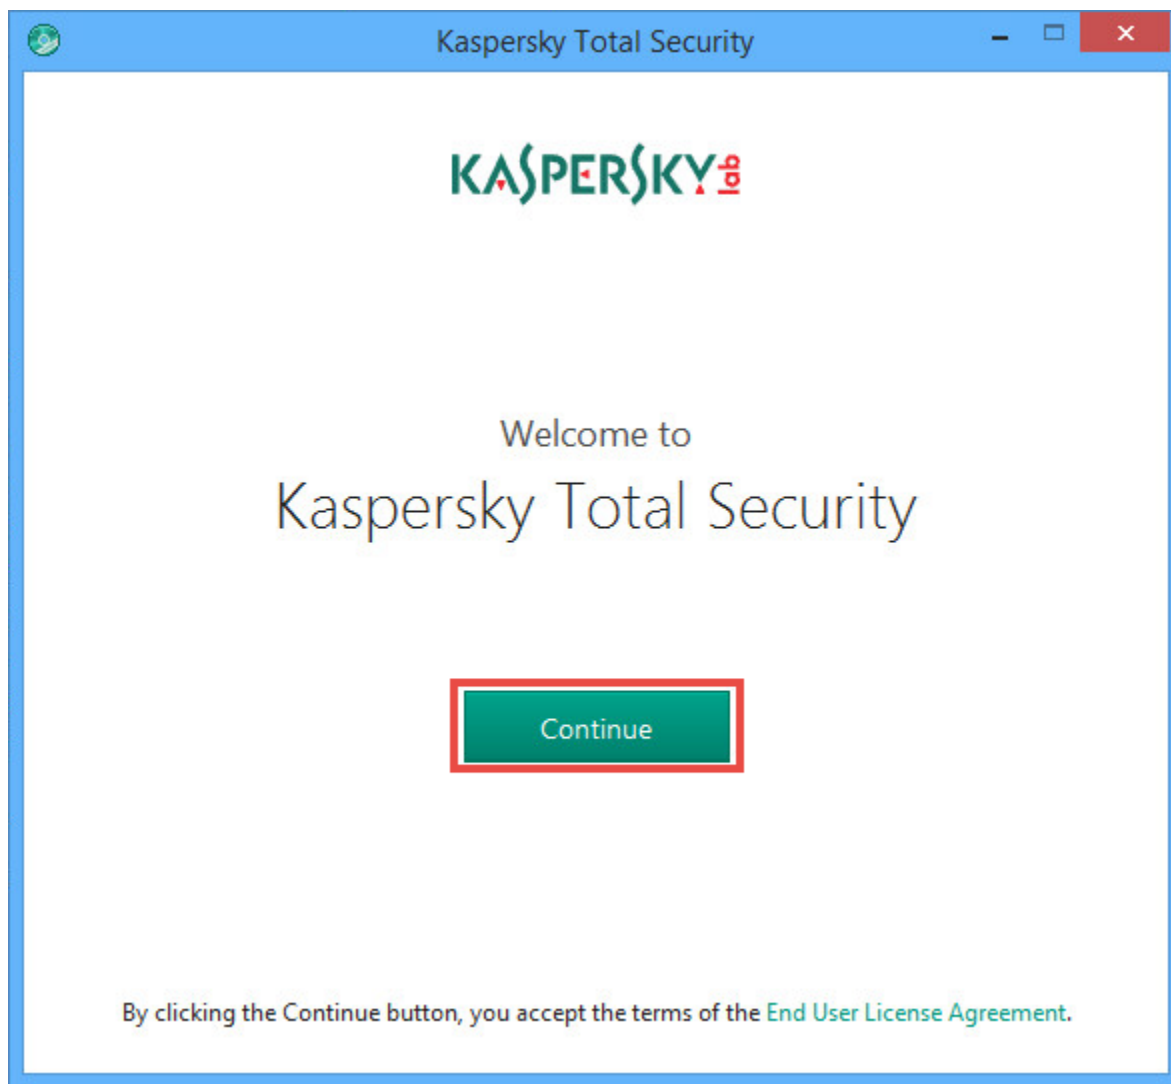 Kaspersky Total Security
KASPERSKY lab
Welcome to
Kaspersky Total Security
Continue
By clicking the Continue button, you accept the terms of the End User License Agreement.